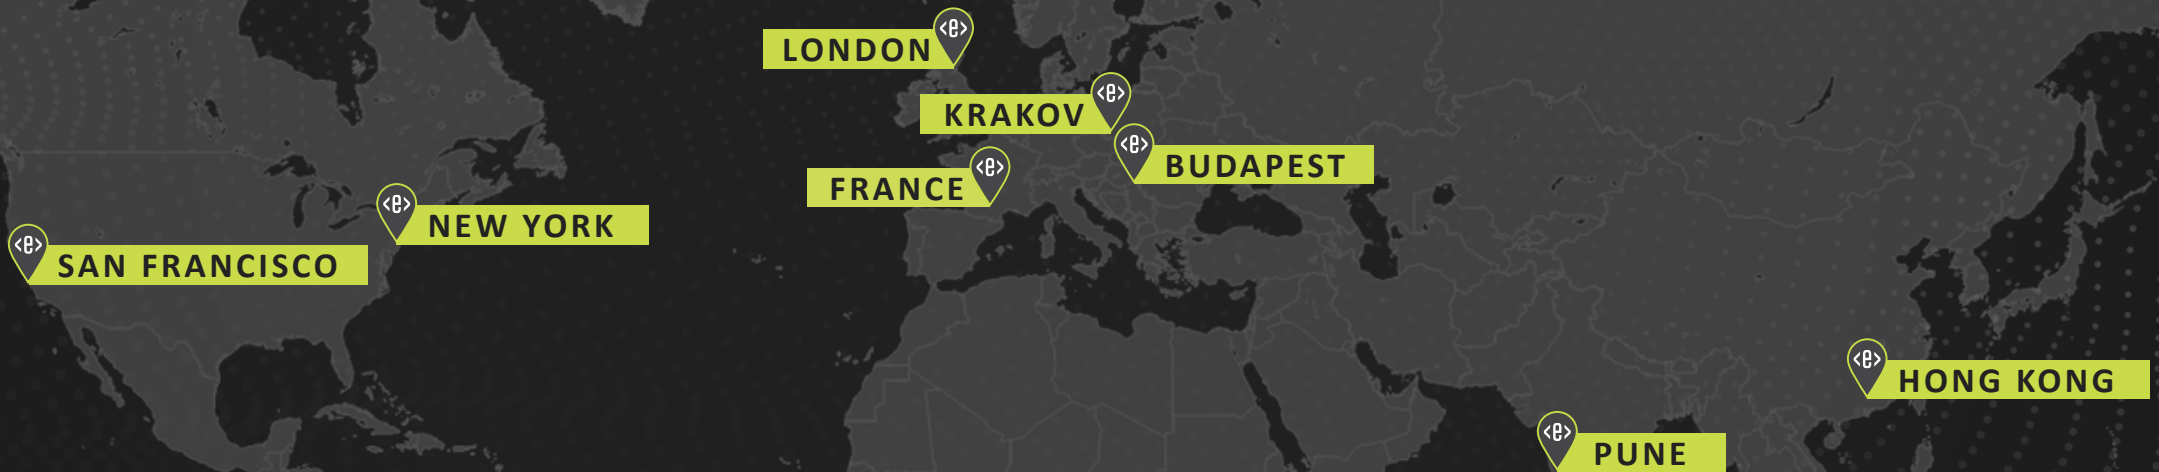 LONDON
<e>
KRAKOV
<e>
<e>
BUDAPEST
FRANCE
<e>
<e>
NEW YORK
<e>
SAN FRANCISCO
<e>
HONG KONG
<e>
PUNE